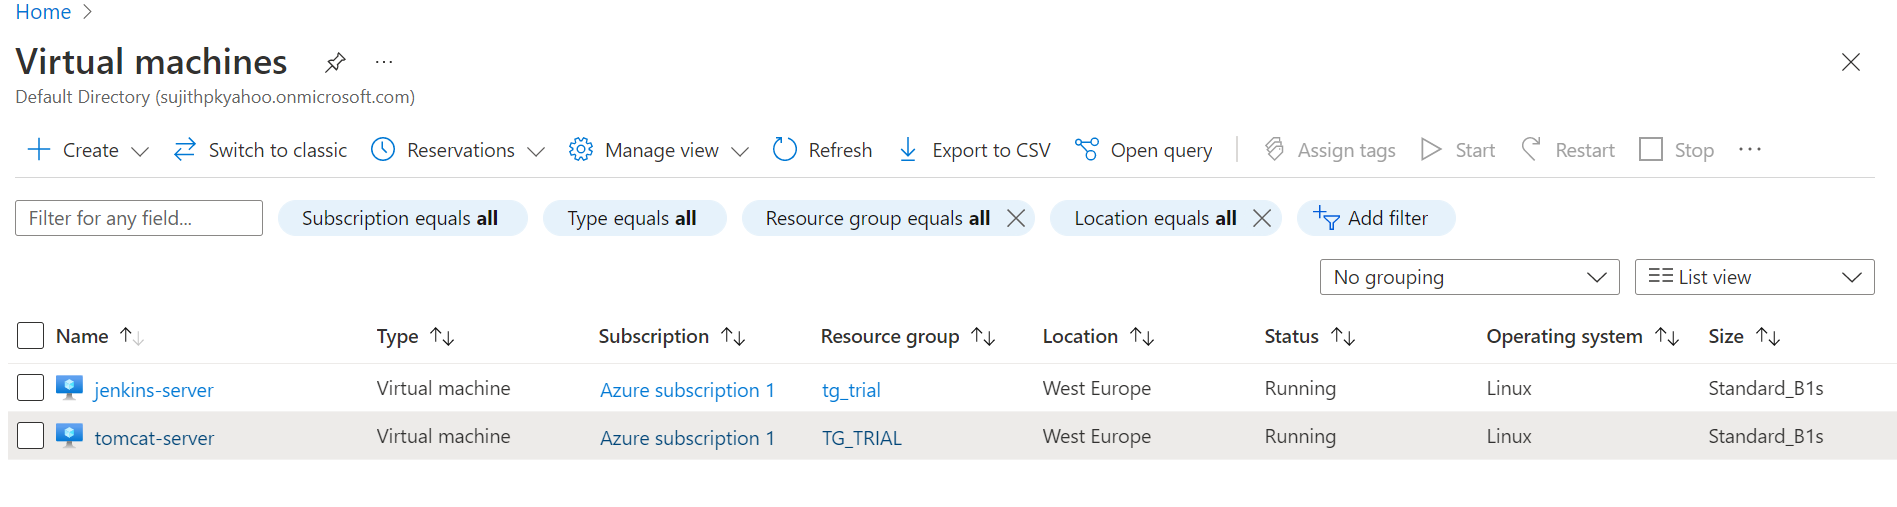 Home
Virtual machines
Default Directory (sujithpkyahoo.onmicrosoft.com)
Create Switch to classic Reservations Manage view Refresh Export to CSV Open query Assign tags Start Restart Stop
Filter for any field... Subscription equals all Type equals all Resource group equals all Location equals all Add filter
No grouping List view
Name Type Subscription Resource group Location Status Operating system Size
jenkins-server Virtual machine Azure subscription 1 tg_trial West Europe Running Linux Standard_B1s
tomcat-server Virtual machine Azure subscription 1 TG_TRIAL West Europe Running Linux Standard_B1s